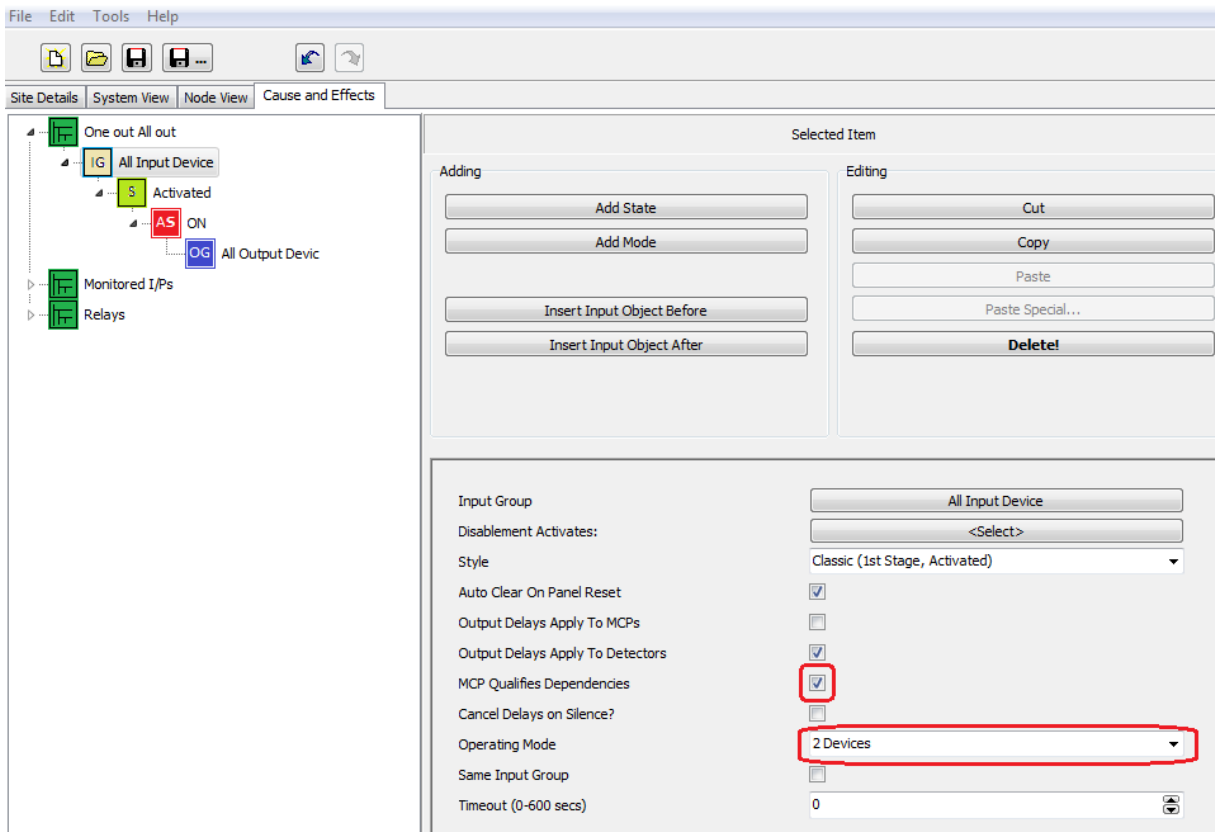 File Edit Tools Help
...
Site Details System View Node View Cause and Effects
One out All out
IG All Input Device
S Activated
AS ON
OG All Output Devic
Monitored I/Ps
Relays
Selected Item
Adding
Add State
Add Mode
Insert Input Object Before
Insert Input Object After
Editing
Cut
Copy
Paste
Paste Special...
Delete!
Input Group All Input Device
Disablement Activates: <Select>
Style Classic (1st Stage, Activated)
Auto Clear On Panel Reset
Output Delays Apply To MCPs
Output Delays Apply To Detectors
MCP Qualifies Dependencies
Cancel Delays on Silence?
Operating Mode 2 Devices
Same Input Group
Timeout (0-600 secs) 0